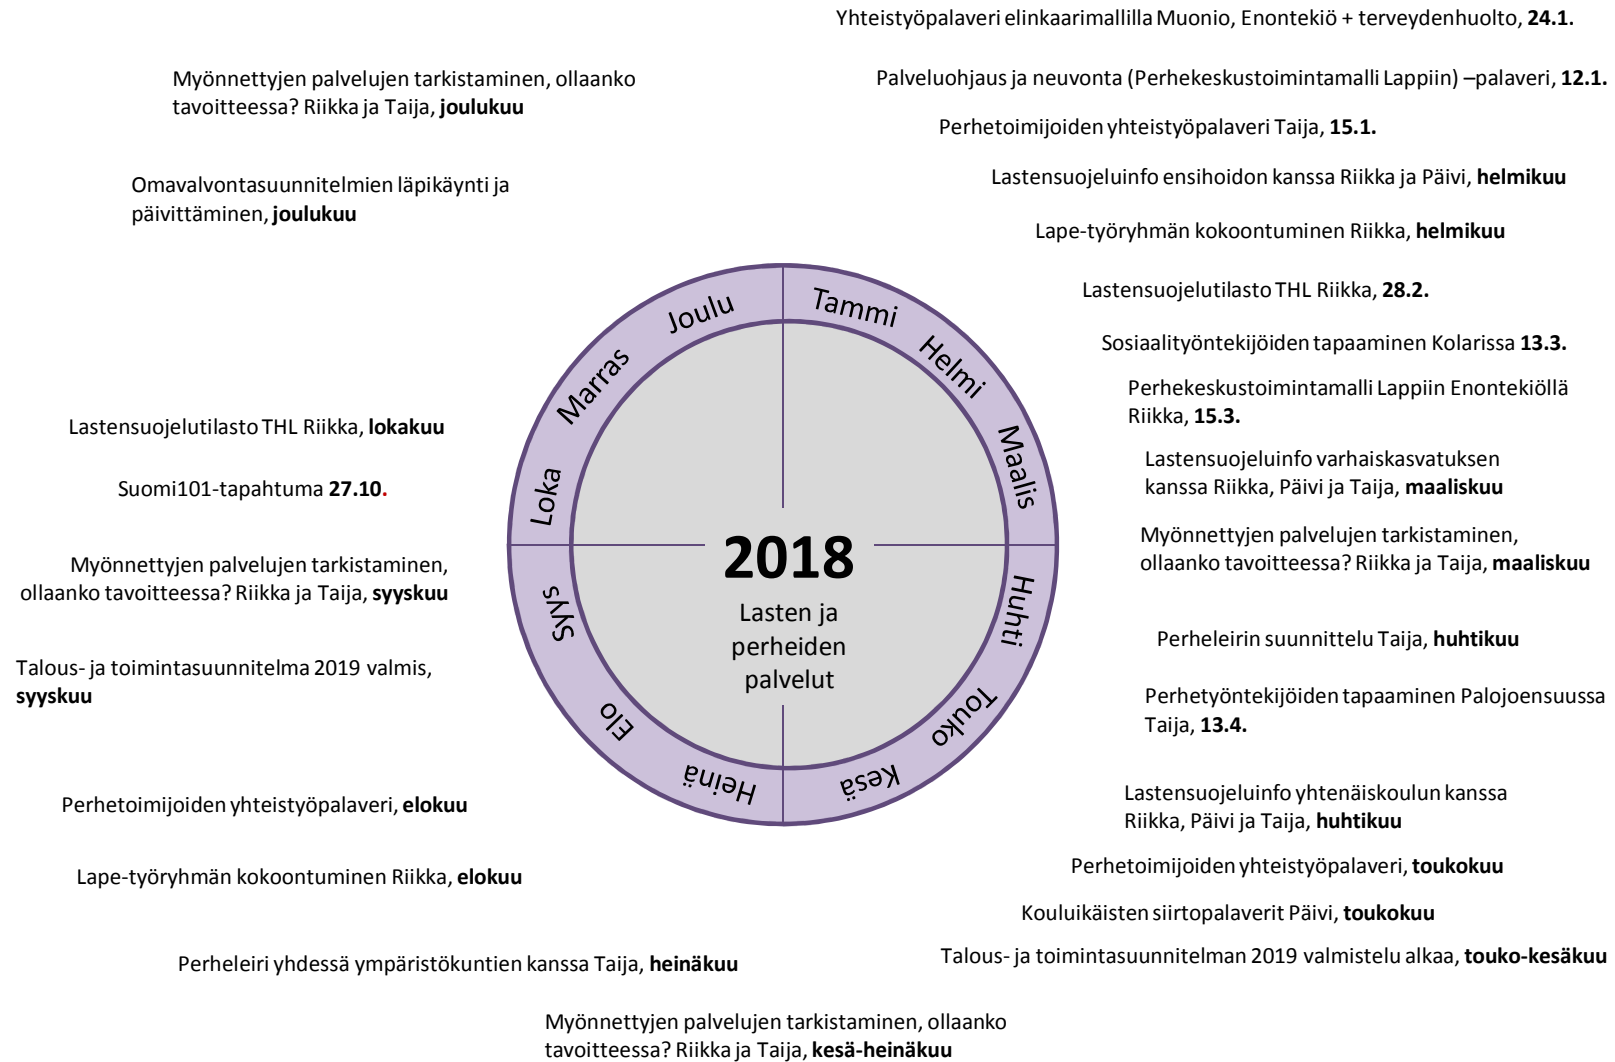 Yhteistyöpalaveri elinkaarimallilla Muonio, Enontekiö + terveydenhuolto, 24.1.
Palveluohjaus ja neuvonta (Perhekeskustoimintamalli Lappiin) –palaveri, 12.1.
Perhetoimijoiden yhteistyöpalaveri Taija, 15.1.
Lastensuojeluinfo ensihoidon kanssa Riikka ja Päivi, helmikuu
Lape-työryhmän kokoontuminen Riikka, helmikuu
Lastensuojelutilasto THL Riikka, 28.2.
Sosiaalityöntekijöiden tapaaminen Kolarissa 13.3.
Perhekeskustoimintamalli Lappiin Enontekiöllä
Riikka, 15.3.
Lastensuojeluinfo varhaiskasvatuksen
kanssa Riikka, Päivi ja Taija, maaliskuu
Myönnettyjen palvelujen tarkistaminen,
ollaanko tavoitteessa? Riikka ja Taija, maaliskuu
Perheleirin suunnittelu Taija, huhtikuu
Perhetyöntekijöiden tapaaminen Palojoensuussa
Taija, 13.4.
Lastensuojeluinfo yhtenäiskoulun kanssa
Riikka, Päivi ja Taija, huhtikuu
Perhetoimijoiden yhteistyöpalaveri, toukokuu
Kouluikäisten siirtopalaverit Päivi, toukokuu
Talous- ja toimintasuunnitelman 2019 valmistelu alkaa, touko-kesäkuu
Myönnettyjen palvelujen tarkistaminen, ollaanko
tavoitteessa? Riikka ja Taija, kesä-heinäkuu
Perheleiri yhdessä ympäristökuntien kanssa Taija, heinäkuu
Lape-työryhmän kokoontuminen Riikka, elokuu
Perhetoimijoiden yhteistyöpalaveri, elokuu
Talous- ja toimintasuunnitelma 2019 valmis,
syyskuu
Myönnettyjen palvelujen tarkistaminen,
ollaanko tavoitteessa? Riikka ja Taija, syyskuu
Suomi101-tapahtuma 27.10.
Lastensuojelutilasto THL Riikka, lokakuu
Omavalvontasuunnitelmien läpikäynti ja
päivittäminen, joulukuu
Myönnettyjen palvelujen tarkistaminen, ollaanko
tavoitteessa? Riikka ja Taija, joulukuu
Tammi
Helmi
Maalis
Huhti
Touko
Kesä
Heinä
Elo
Syys
Loka
Marras
Joulu
2018
Lasten ja
perheiden
palvelut